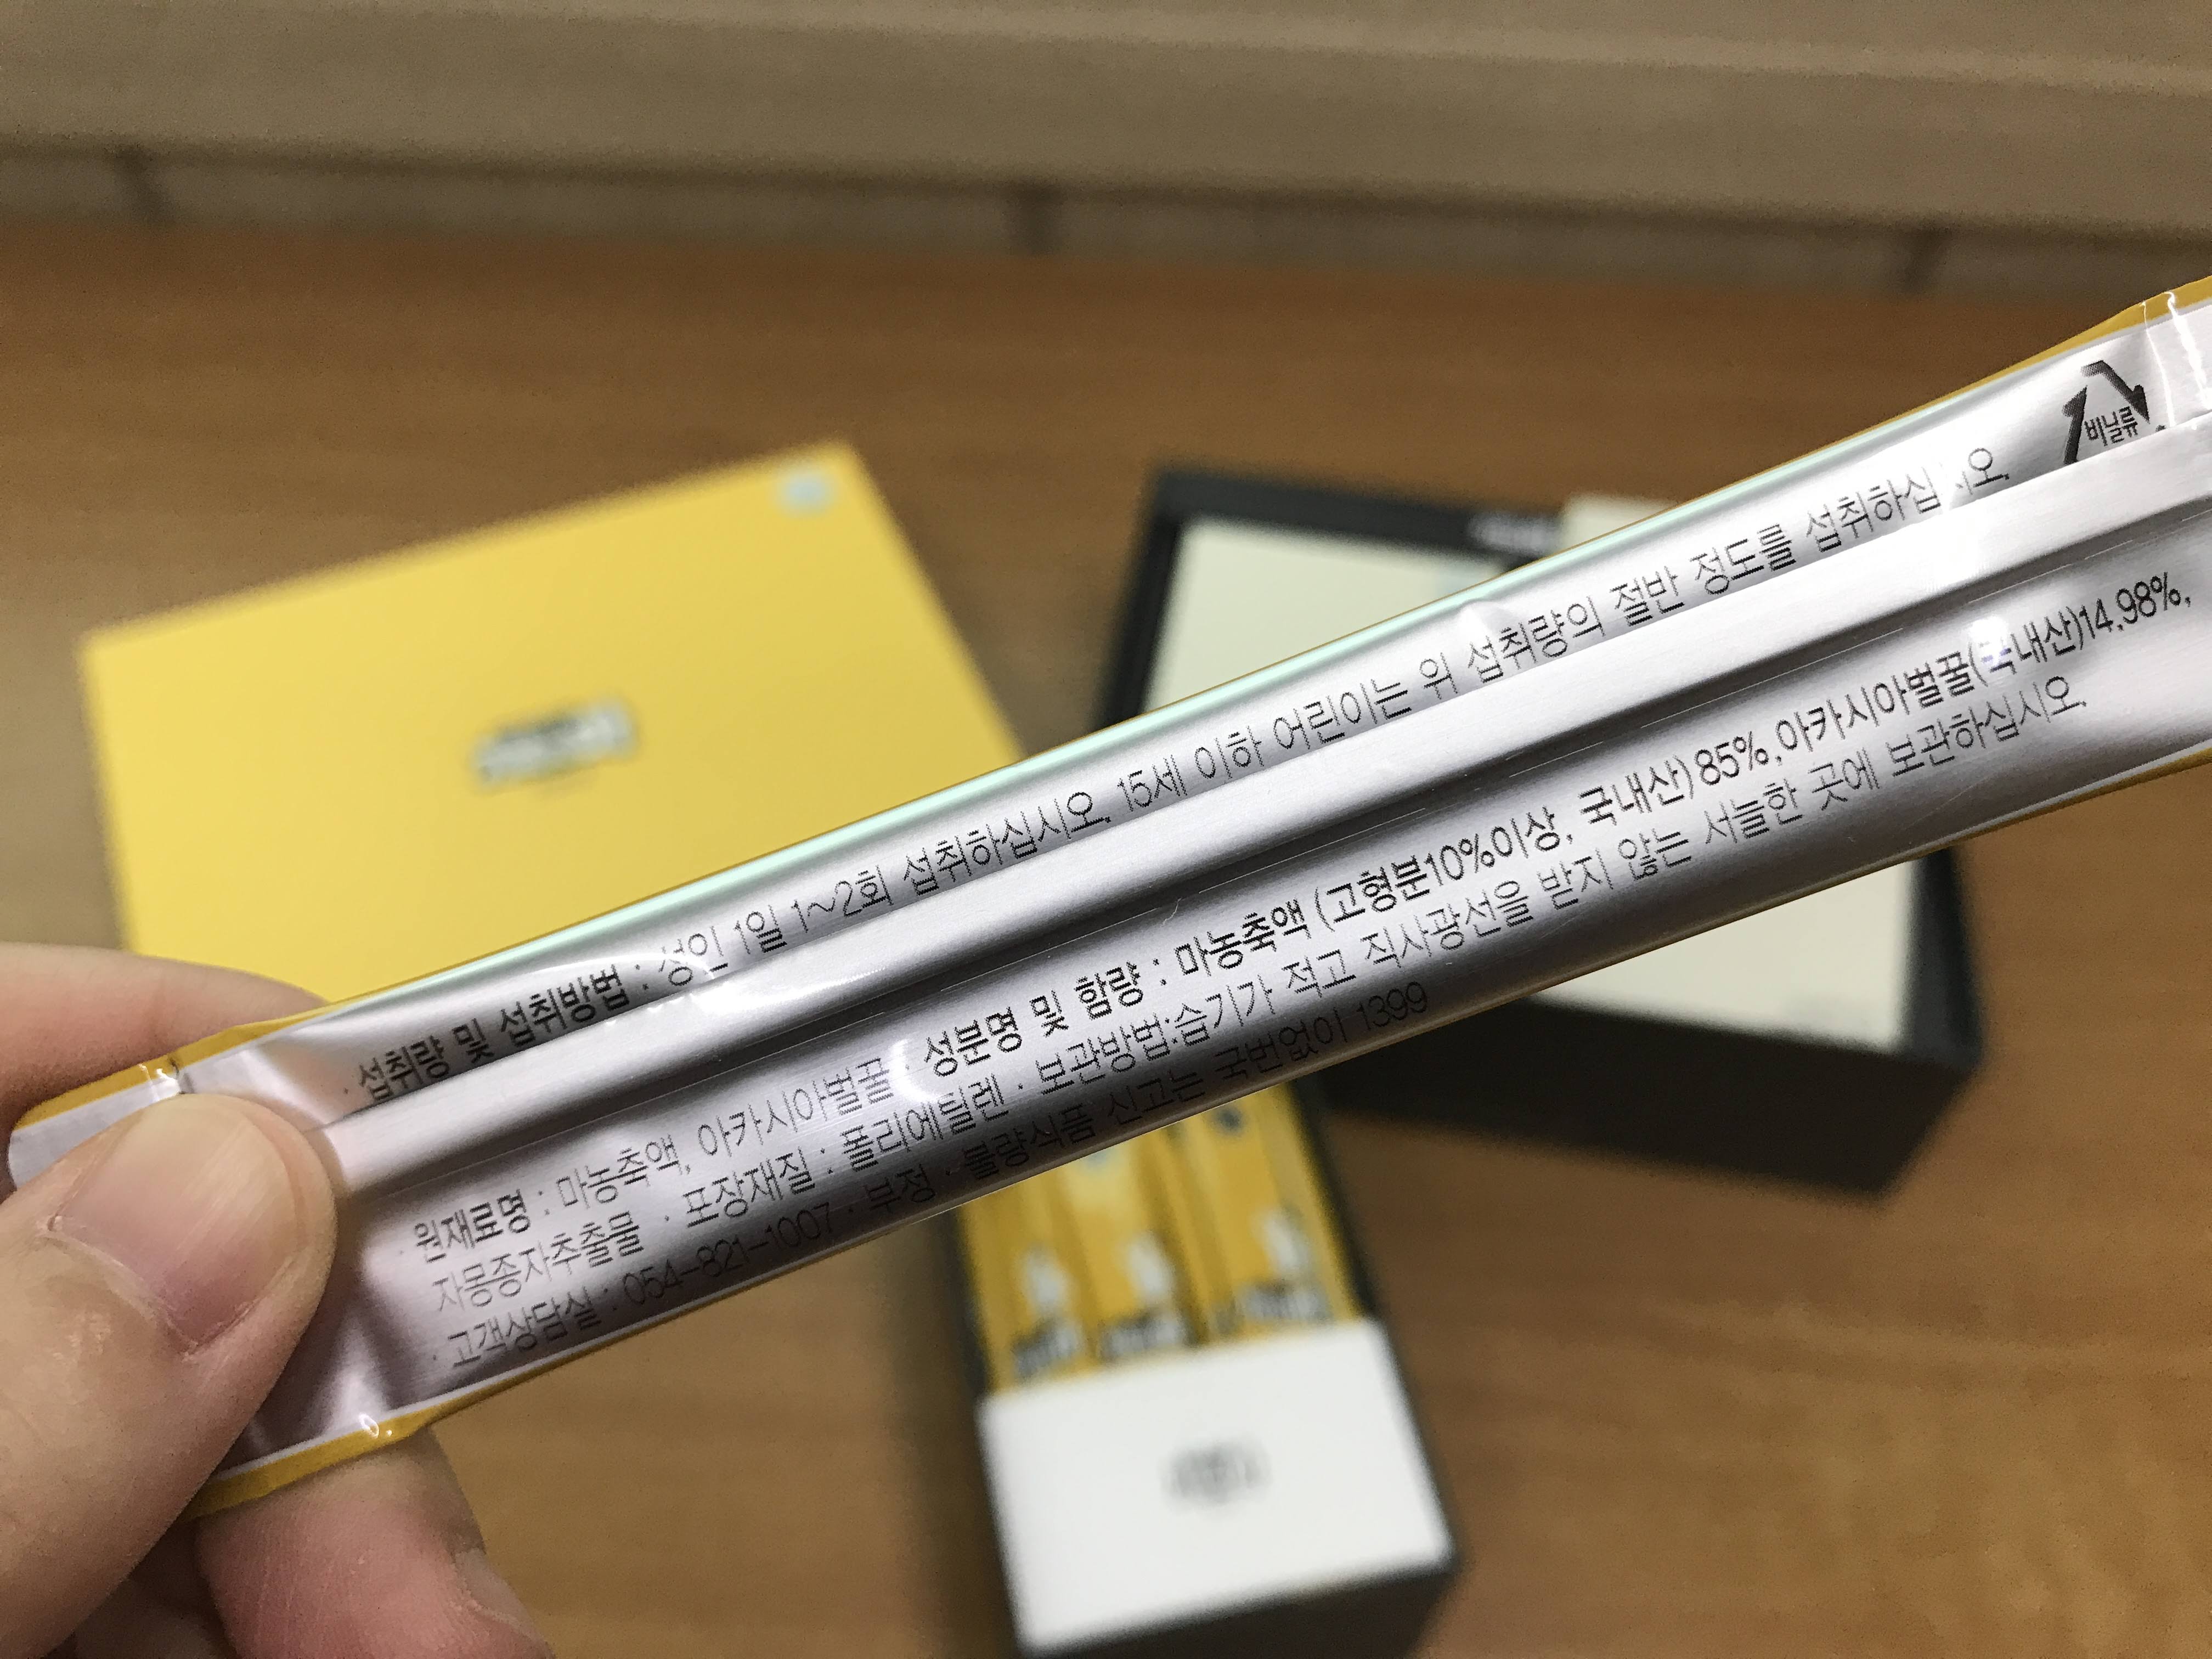 비닐류
· 섭취량 및 섭취방법 : 성인 1일 1~2회 섭취하십시오. 15세 이하 어린이는 위 섭취량의 절반 정도를 섭취하십시오.
· 원재료명 : 마농축액, 아카시아벌꿀 · 성분명 및 함량 : 마농축액 (고형분10%이상, 국내산) 85%, 아카시아벌꿀(국내산)14.98%,
자몽종자추출물 · 포장재질 : 폴리에틸렌 · 보관방법:습기가 적고 직사광선을 받지 않는 서늘한 곳에 보관하십시오.
· 고객상담실 : 054-821-1007 · 부정 · 불량식품 신고는 국번없이 1399